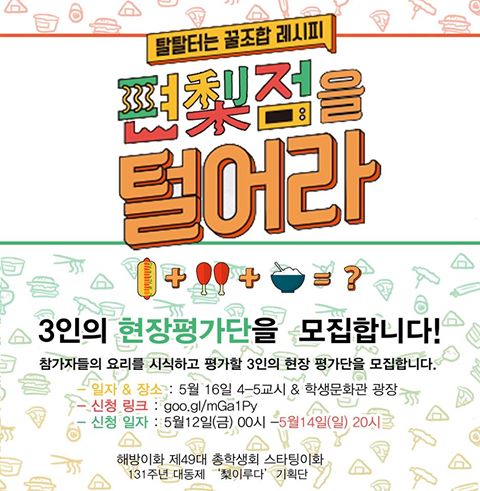 탈탈터는 꿀조합 레시피
편梨점을
털어라
+ + = ?
3인의 현장평가단을 모집합니다!
참가자들의 요리를 시식하고 평가할 3인의 현장 평가단을 모집합니다.
– 일자 & 장소 : 5월 16일 4–5교시 & 학생문화관 광장
– 신청 링크 : goo.gl/mGa1Py
– 신청 일자 : 5월12일(금) 00시 –5월14일(일) 20시
해방이화 제49대 총학생회 스타팅이화
131주년 대동제 ‘梨이루다’ 기획단